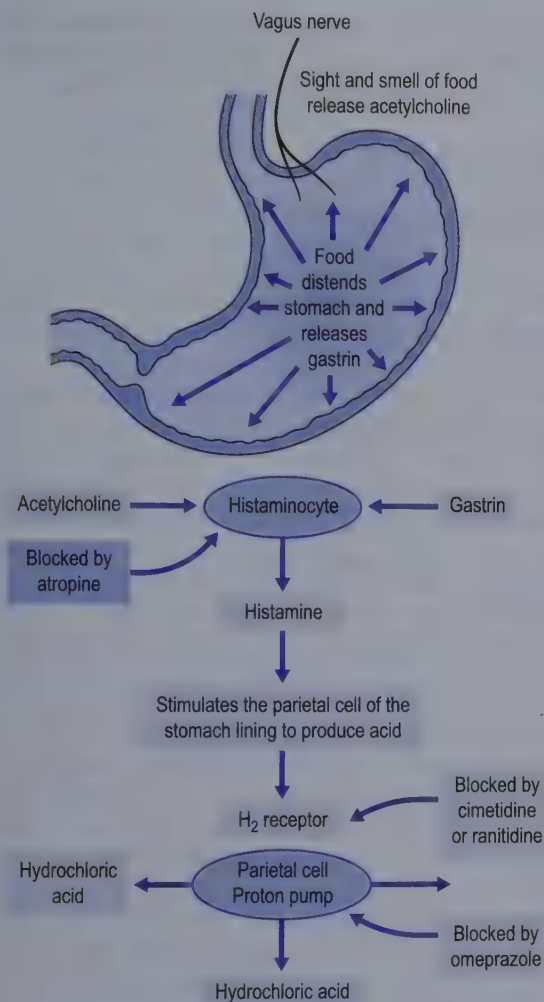 Vagus nerve
Sight and smell of food
release acetylcholine
Food
distends
stomach and
releases
gastrin
Acetylcholine
Histaminocyte
Gastrin
Blocked by
atropine
Histamine
Stimulates the parietal cell of the
stomach lining to produce acid
H₂ receptor
Blocked by
cimetidine
or ranitidine
Hydrochloric
acid
Parietal cell
Proton pump
Blocked by
omeprazole
Hydrochloric acid